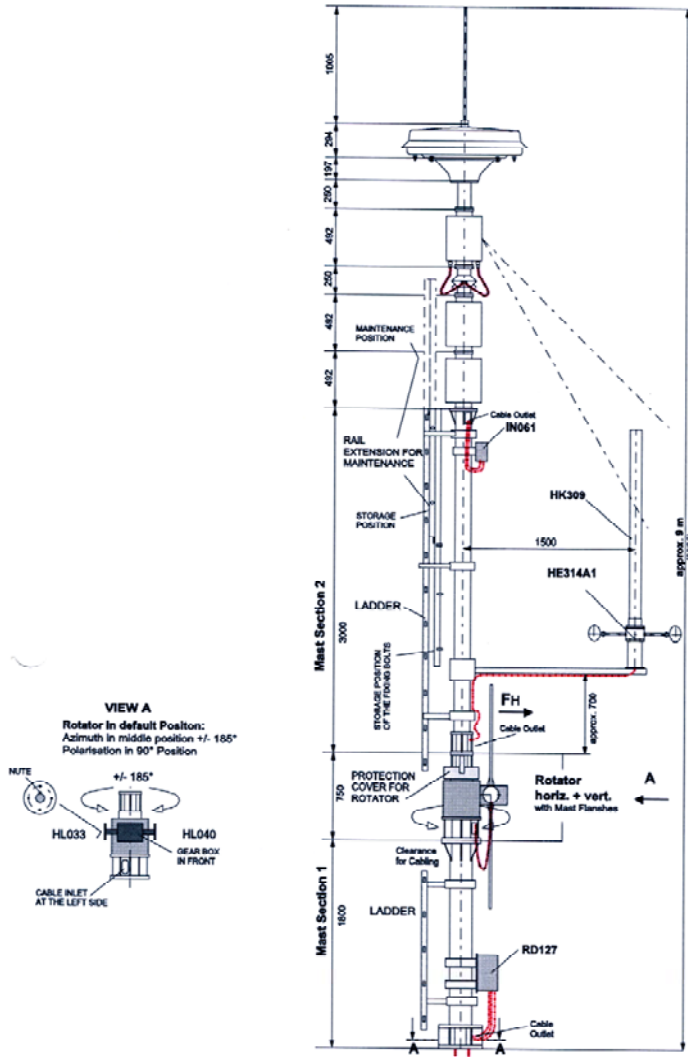 1005
294
197
250
492
250
492
492
MAINTENANCE
POSITION
Cable Outlet
IN061
RAIL
EXTENSION FOR
MAINTENANCE
STORAGE
POSITION
HK309
1500
approx. 9 m
HE314A1
Mast Section 2
3000
LADDER
STORAGE POSITION
OF THE FIXING BOLTS
FH
approx. 700
Cable Outlet
VIEW A
Rotator in default Positon:
Azimuth in middle position +/- 185°
Polarisation in 90° Position
NUTE
+/- 185°
HL033
HL040
GEAR BOX
IN FRONT
CABLE INLET
AT THE LEFT SIDE
750
PROTECTION
COVER FOR
ROTATOR
Rotator
horiz. + vert.
with Mast Flanshes
A
Clearance
for Cabling
Mast Section 1
1800
LADDER
RD127
Cable
Outlet
A
A